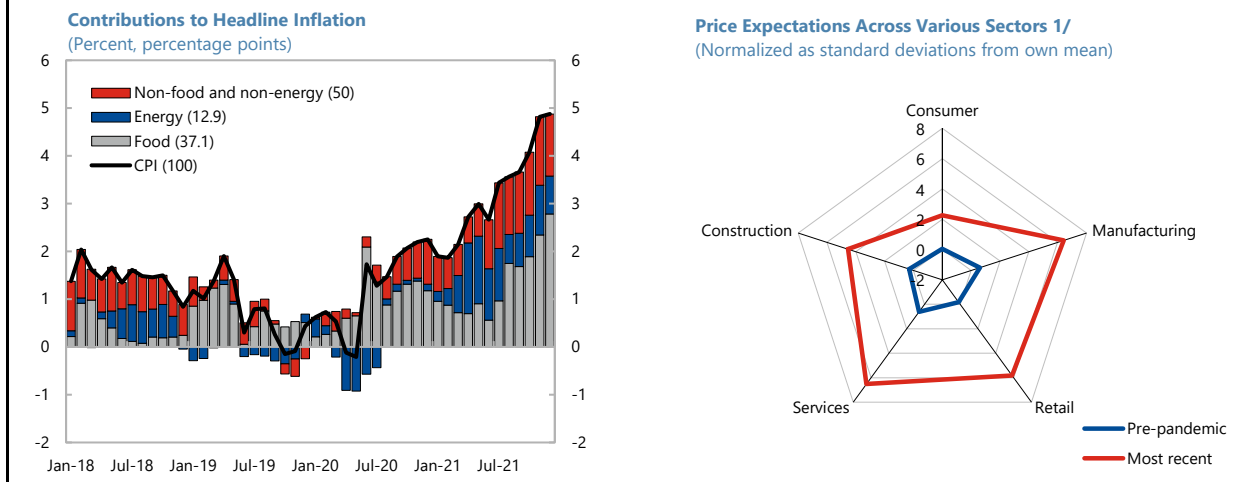 Contributions to Headline Inflation
(Percent, percentage points)
6
5
4
3
2
1
0
-1
-2
6
5
4
3
2
1
0
-1
-2
Non-food and non-energy (50)
Energy (12.9)
Food (37.1)
CPI (100)
Jan-18 Jul-18 Jan-19 Jul-19 Jan-20 Jul-20 Jan-21 Jul-21
Price Expectations Across Various Sectors 1/
(Normalized as standard deviations from own mean)
Consumer
8
6
4
2
0
-2
Construction
Manufacturing
Services
Retail
Pre-pandemic
Most recent